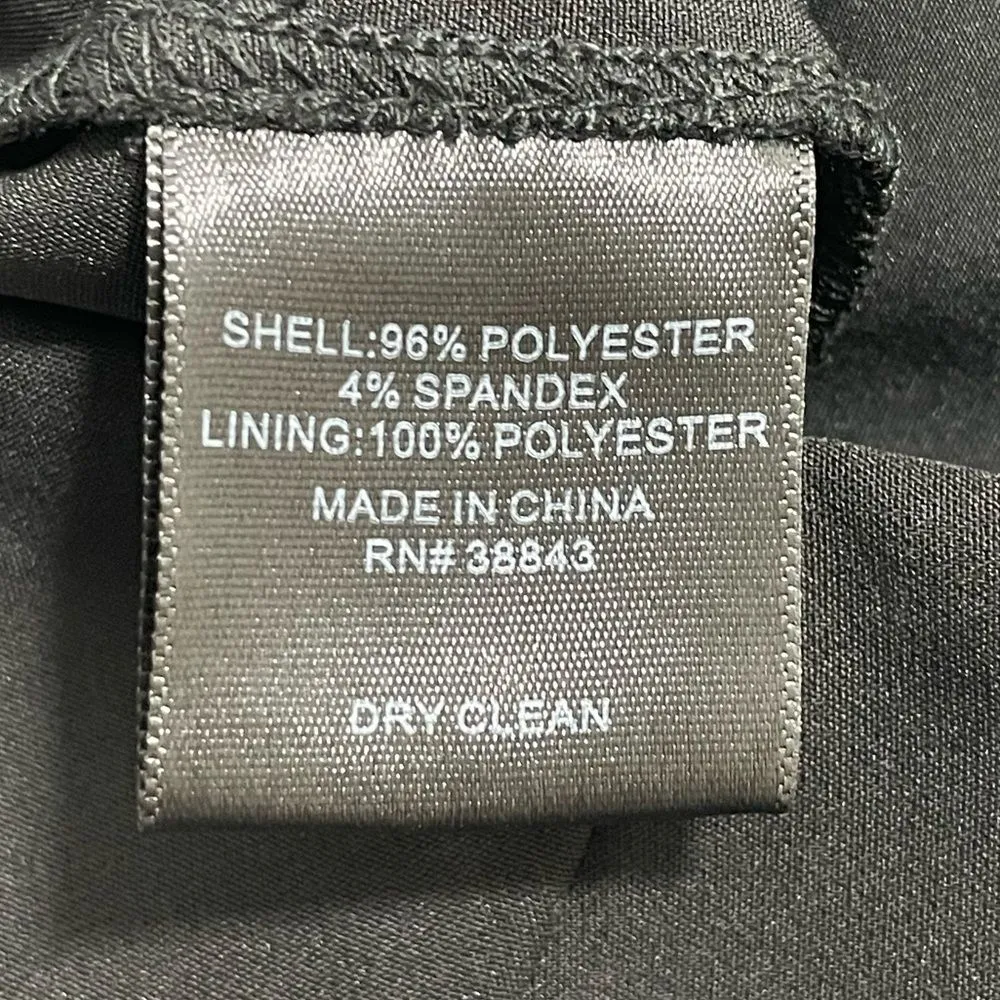 SHELL:96% POLYESTER
4% SPANDEX
LINING:100% POLYESTER
MADE IN CHINA
RN# 38843
DRY CLEAN